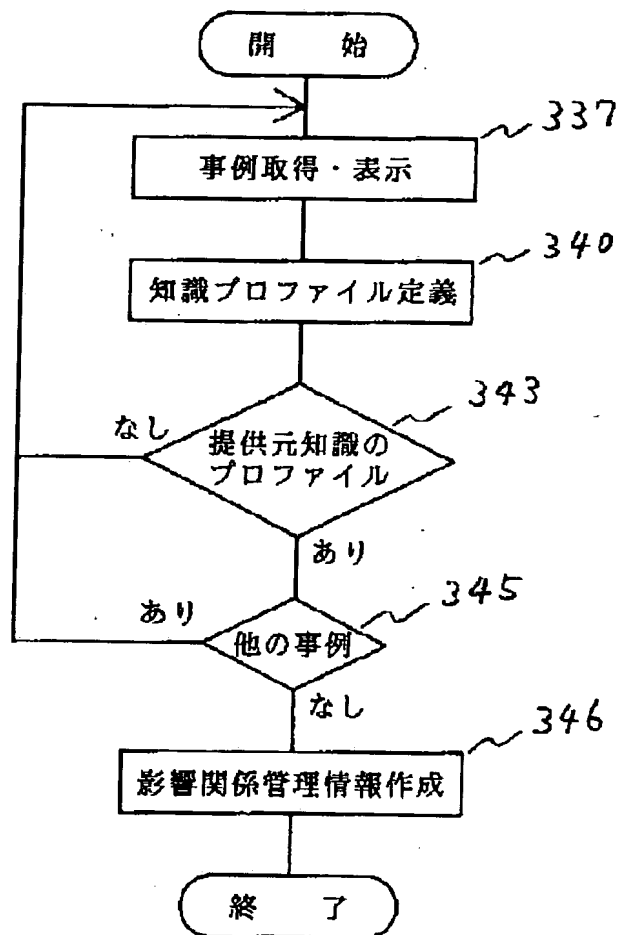 開 始
337
事例取得・表示
340
知識プロファイル定義
343
なし
提供元知識の
プロファイル
あり
345
あり
他の事例
なし
346
影響関係管理情報作成
終 了